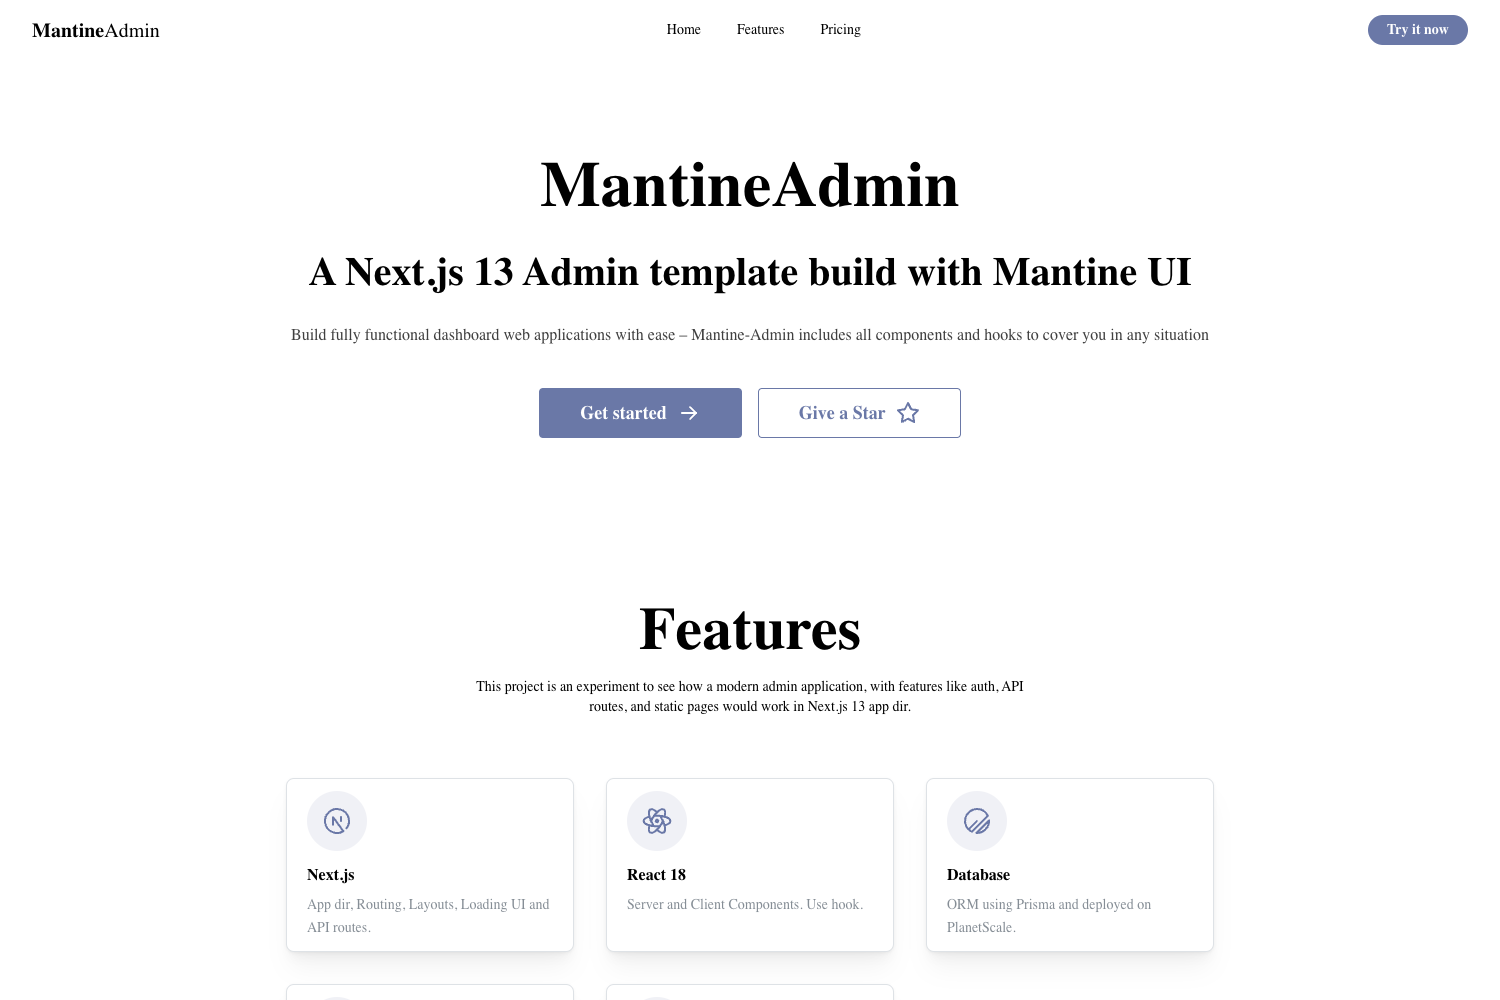 MantineAdmin
Home Features Pricing
Try it now
MantineAdmin
A Next.js 13 Admin template build with Mantine UI
Build fully functional dashboard web applications with ease – Mantine-Admin includes all components and hooks to cover you in any situation
Get started
Give a Star
Features
This project is an experiment to see how a modern admin application, with features like auth, API
routes, and static pages would work in Next.js 13 app dir.
Next.js
App dir, Routing, Layouts, Loading UI and
API routes.
React 18
Server and Client Components. Use hook.
Database
ORM using Prisma and deployed on
PlanetScale.